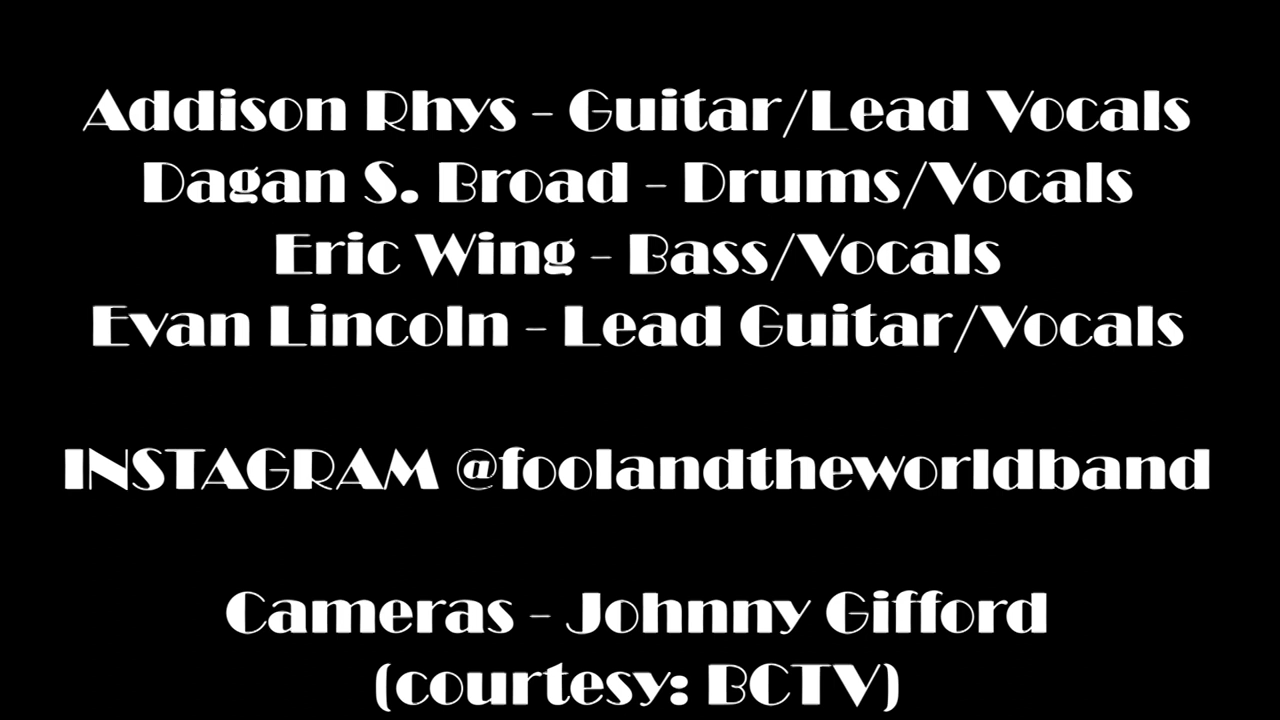 Addison Rhys - Guitar/Lead Vocals
Dagan S. Broad - Drums/Vocals
Eric Wing - Bass/Vocals
Evan Lincoln - Lead Guitar/Vocals
INSTAGRAM @foolandtheworldband
Cameras - Johnny Gifford
(courtesy: BCTV)